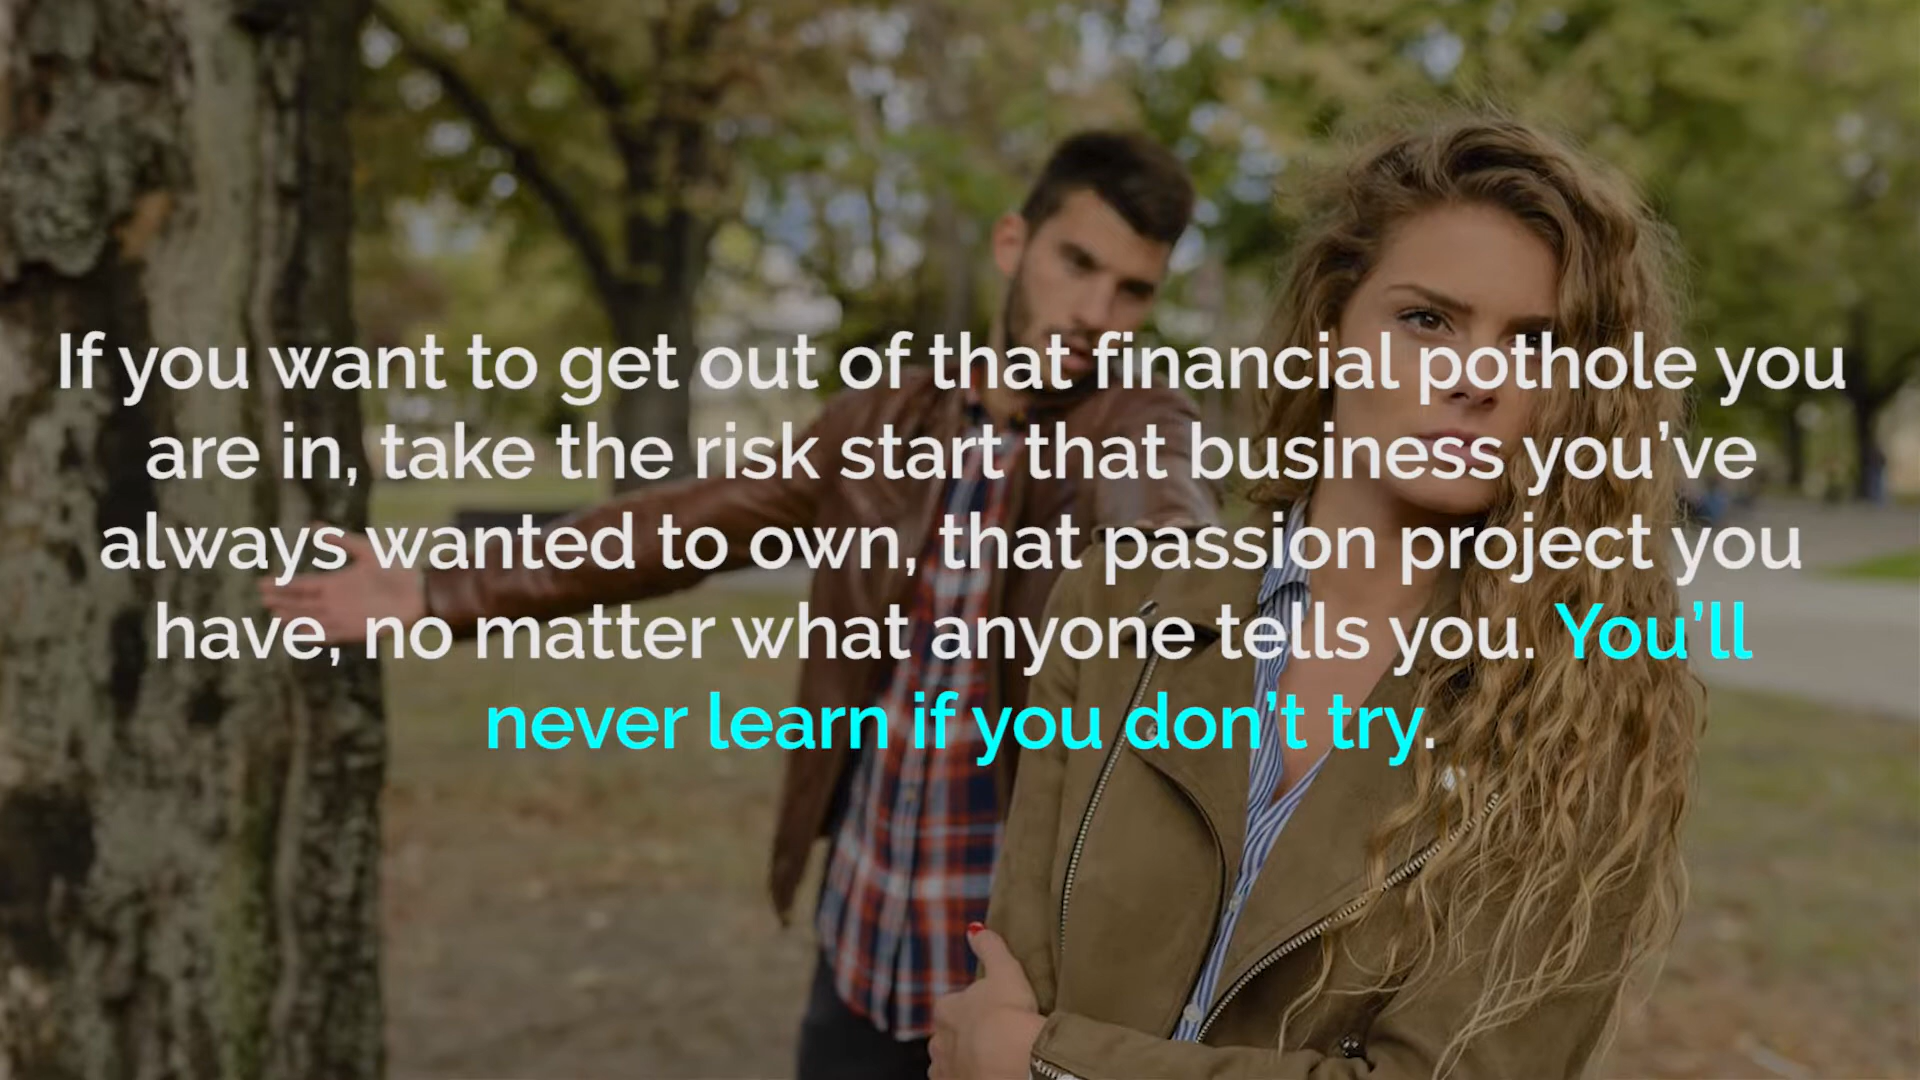 If you want to get out of that financial pothole you
are in, take the risk start that business you’ve
always wanted to own, that passion project you
have, no matter what anyone tells you. You’ll
never learn if you don’t try.